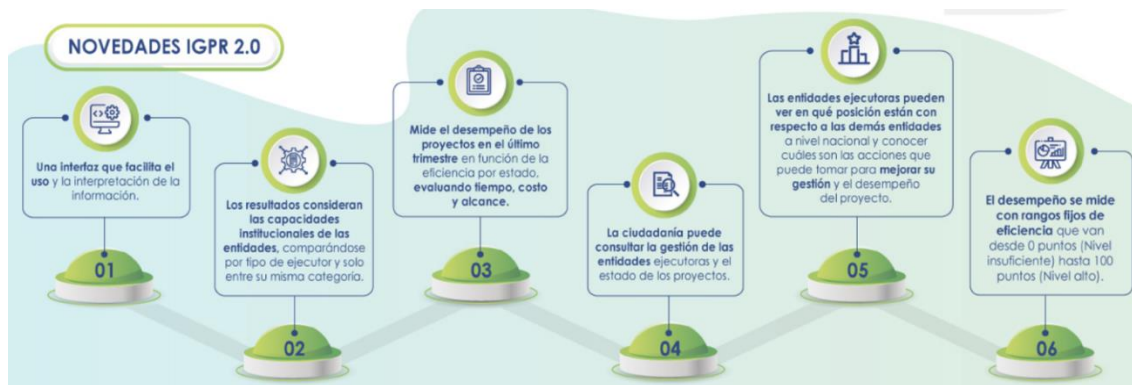 NOVEDADES IGPR 2.0
Una interfaz que facilita el
uso y la interpretación de la
información.
01
Los resultados consideran
las capacidades
institucionales de las
entidades, comparándose
por tipo de ejecutor y solo
entre su misma categoría.
02
Mide el desempeño de los
proyectos en el último
trimestre en función de la
eficiencia por estado,
evaluando tiempo, costo
y alcance.
03
La ciudadanía puede
consultar la gestión de las
entidades ejecutoras y el
estado de los proyectos.
04
Las entidades ejecutoras pueden
ver en qué posición están con
respecto a las demás entidades
a nivel nacional y conocer
cuáles son las acciones que
puede tomar para mejorar su
gestión y el desempeño
del proyecto.
05
El desempeño se mide
con rangos fijos de
eficiencia que van
desde 0 puntos (Nivel
insuficiente) hasta 100
puntos (Nivel alto).
06